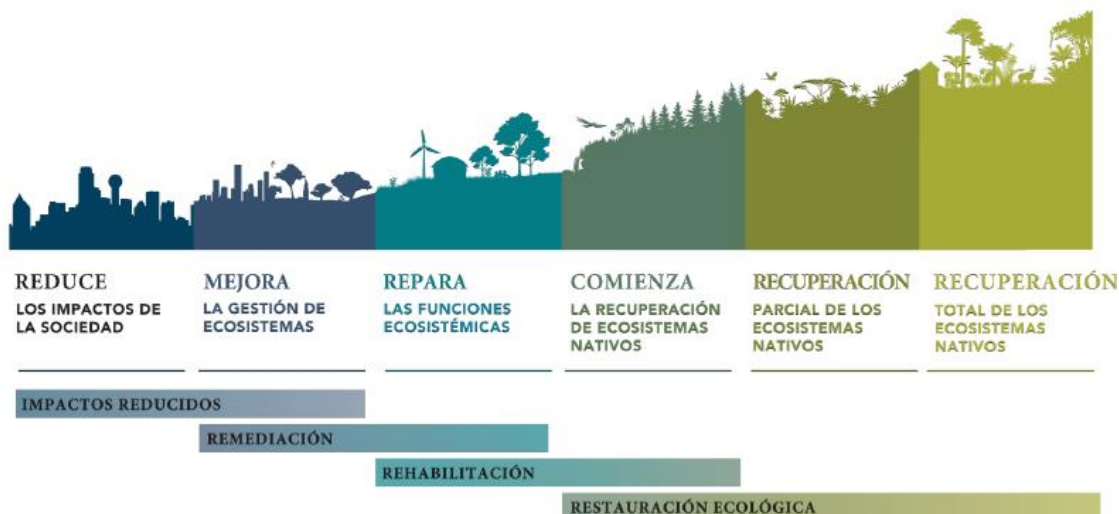 REDUCE
LOS IMPACTOS DE
LA SOCIEDAD
MEJORA
LA GESTIÓN DE
ECOSISTEMAS
REPARA
LAS FUNCIONES
ECOSISTÉMICAS
COMIENZA
LA RECUPERACIÓN
DE ECOSISTEMAS
NATIVOS
RECUPERACIÓN
PARCIAL DE LOS
ECOSISTEMAS
NATIVOS
RECUPERACIÓN
TOTAL DE LOS
ECOSISTEMAS
NATIVOS
IMPACTOS REDUCIDOS
REMEDIACIÓN
REHABILITACIÓN
RESTAURACIÓN ECOLÓGICA